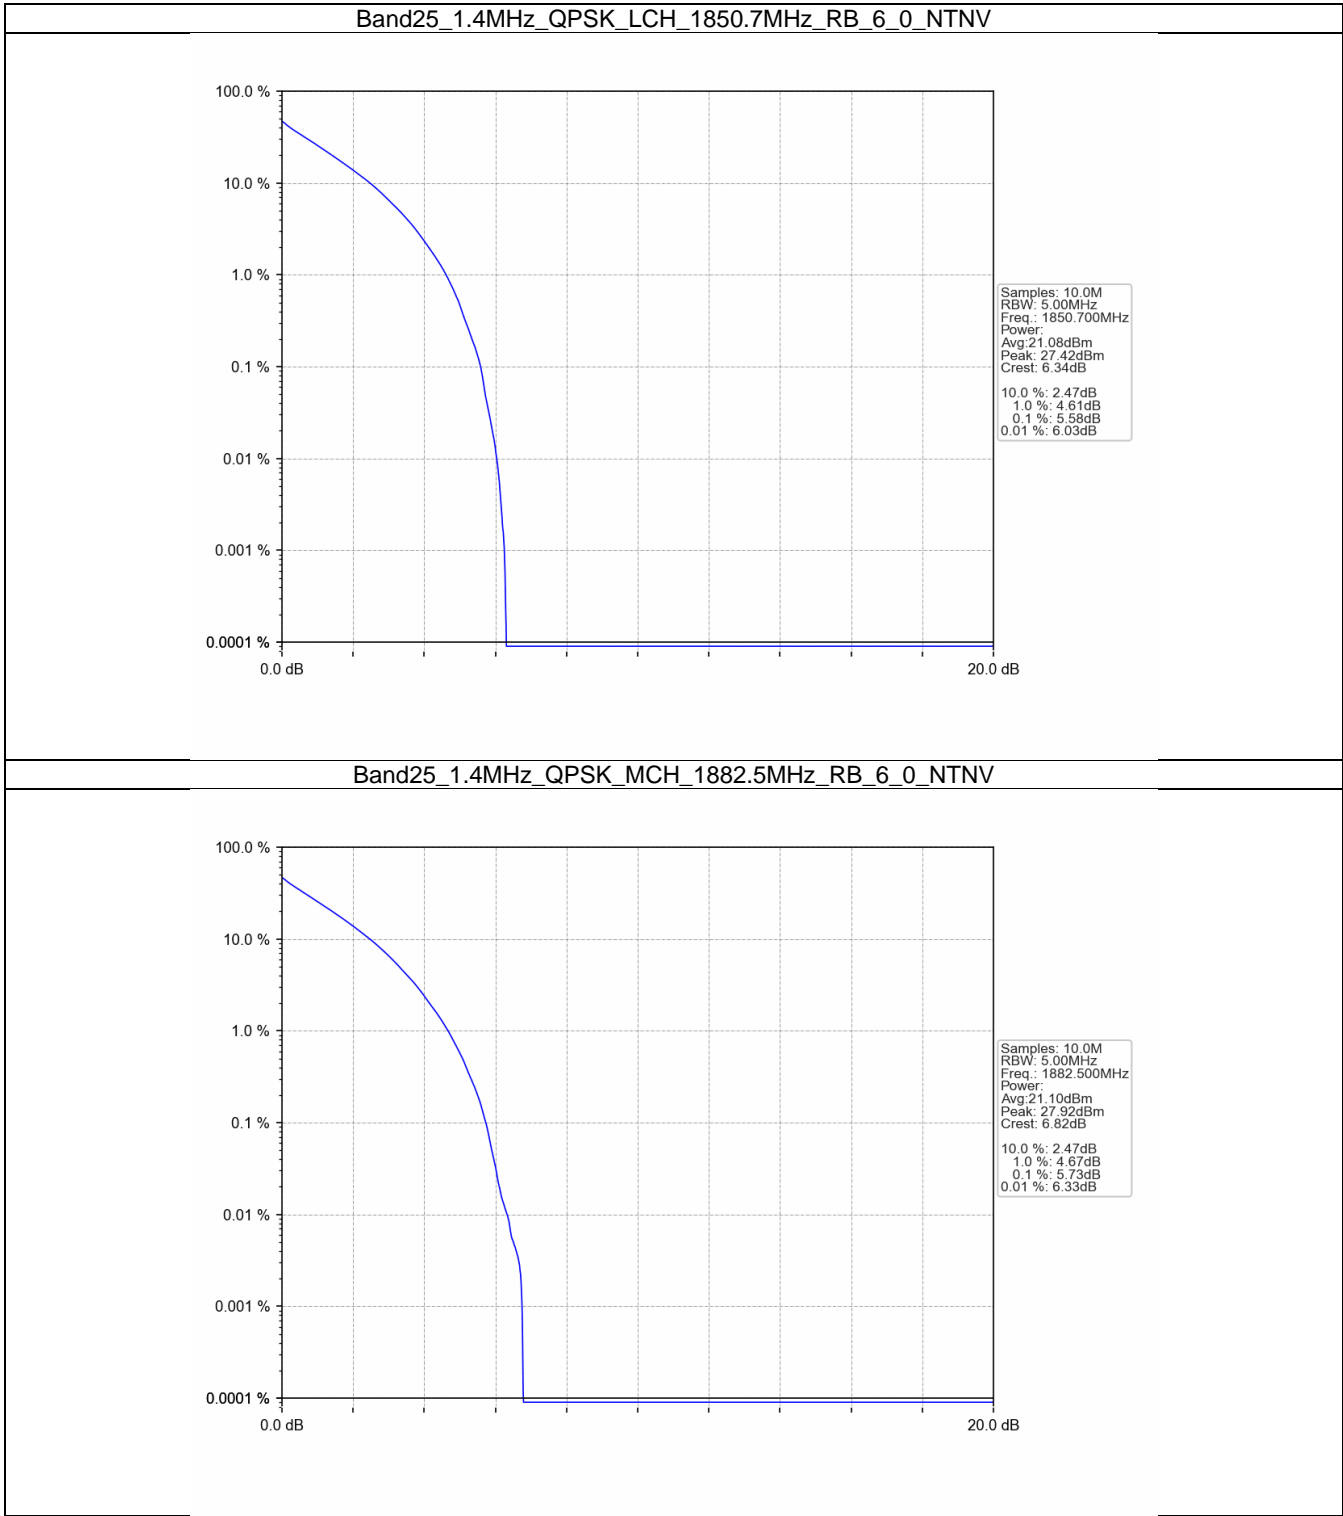 Band25_1.4MHz_QPSK_LCH_1850.7MHz_RB_6_0_NTNV
100.0 %
10.0 %
1.0 %
0.1 %
0.01 %
0.001 %
0.0001 %
0.0 dB
20.0 dB
Samples: 10.0M
RBW: 5.00MHz
Freq.: 1850.700MHz
Power:
Avg:21.08dBm
Peak: 27.42dBm
Crest: 6.34dB
10.0 %: 2.47dB
1.0 %: 4.61dB
0.1 %: 5.58dB
0.01 %: 6.03dB
Band25_1.4MHz_QPSK_MCH_1882.5MHz_RB_6_0_NTNV
100.0 %
10.0 %
1.0 %
0.1 %
0.01 %
0.001 %
0.0001 %
0.0 dB
20.0 dB
Samples: 10.0M
RBW: 5.00MHz
Freq.: 1882.500MHz
Power:
Avg:21.10dBm
Peak: 27.92dBm
Crest: 6.82dB
10.0 %: 2.47dB
1.0 %: 4.67dB
0.1 %: 5.73dB
0.01 %: 6.33dB